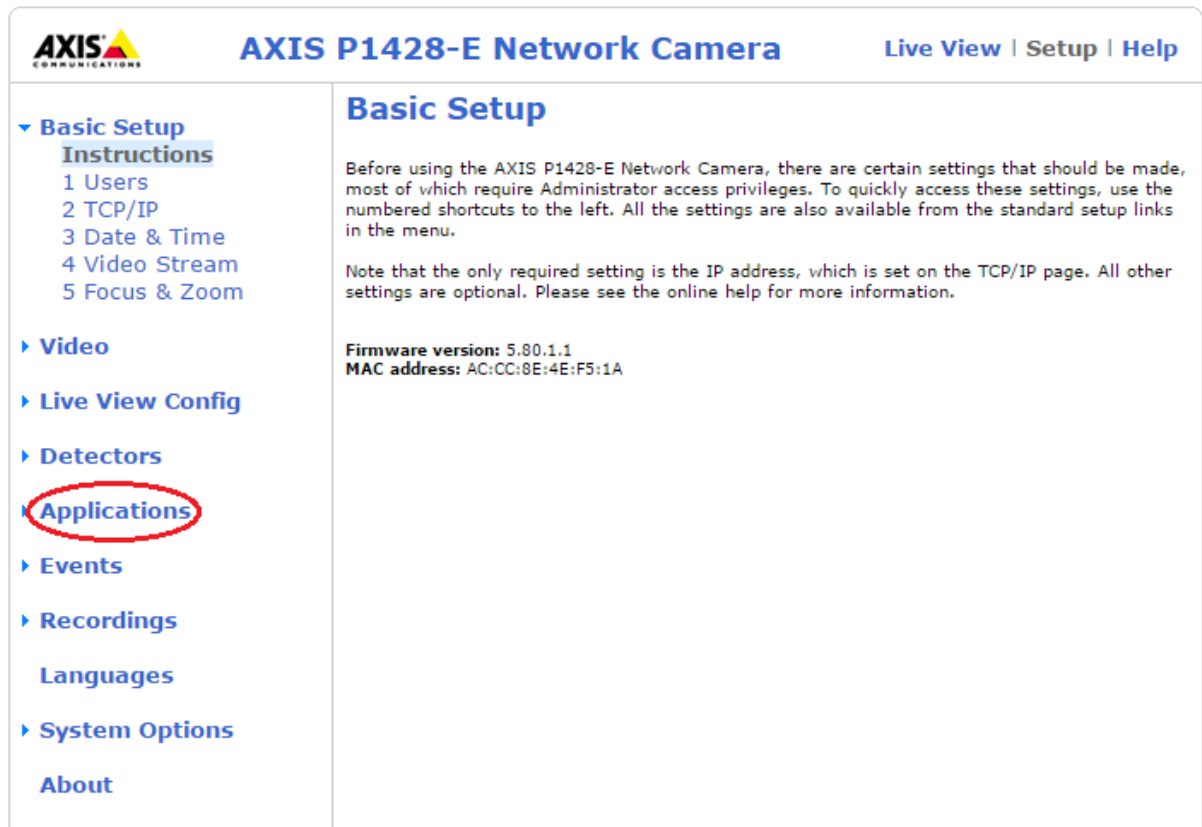 AXIS
COMMUNICATIONS
AXIS P1428-E Network Camera
Live View | Setup | Help
Basic Setup
Instructions
1 Users
2 TCP/IP
3 Date & Time
4 Video Stream
5 Focus & Zoom
Video
Live View Config
Detectors
Applications
Events
Recordings
Languages
System Options
About
Basic Setup
Before using the AXIS P1428-E Network Camera, there are certain settings that should be made,
most of which require Administrator access privileges. To quickly access these settings, use the
numbered shortcuts to the left. All the settings are also available from the standard setup links
in the menu.
Note that the only required setting is the IP address, which is set on the TCP/IP page. All other
settings are optional. Please see the online help for more information.
Firmware version: 5.80.1.1
MAC address: AC:CC:8E:4E:F5:1A